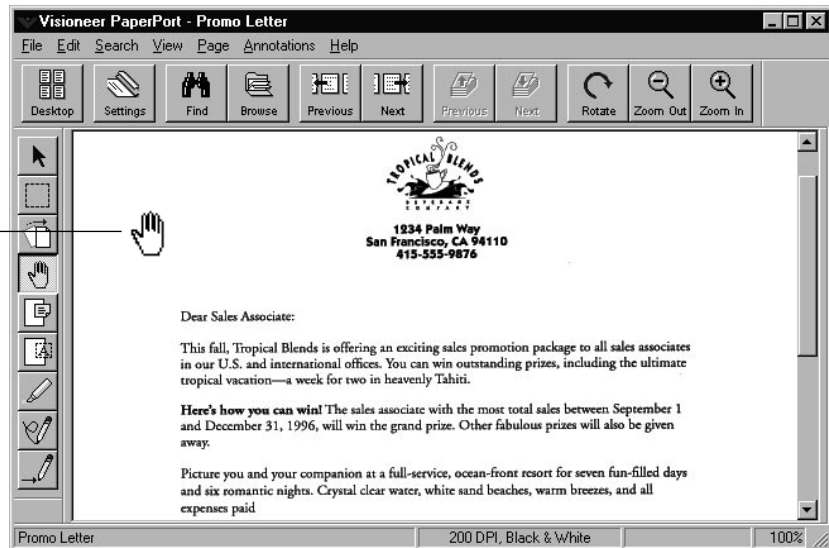 Visioneer PaperPort - Promo Letter
File Edit Search View Page Annotations Help
Desktop Settings Find Browse Previous Next Previous Next Rotate Zoom Out Zoom In
TROPICAL BLENDS
BEVERAGE
COMPANY
1234 Palm Way
San Francisco, CA 94110
415-555-9876
Dear Sales Associate:
This fall, Tropical Blends is offering an exciting sales promotion package to all sales associates
in our U.S. and international offices. You can win outstanding prizes, including the ultimate
tropical vacation—a week for two in heavenly Tahiti.
Here's how you can win! The sales associate with the most total sales between September 1
and December 31, 1996, will win the grand prize. Other fabulous prizes will also be given
away.
Picture you and your companion at a full-service, ocean-front resort for seven fun-filled days
and six romantic nights. Crystal clear water, white sand beaches, warm breezes, and all
expenses paid
Promo Letter 200 DPI, Black & White 100%